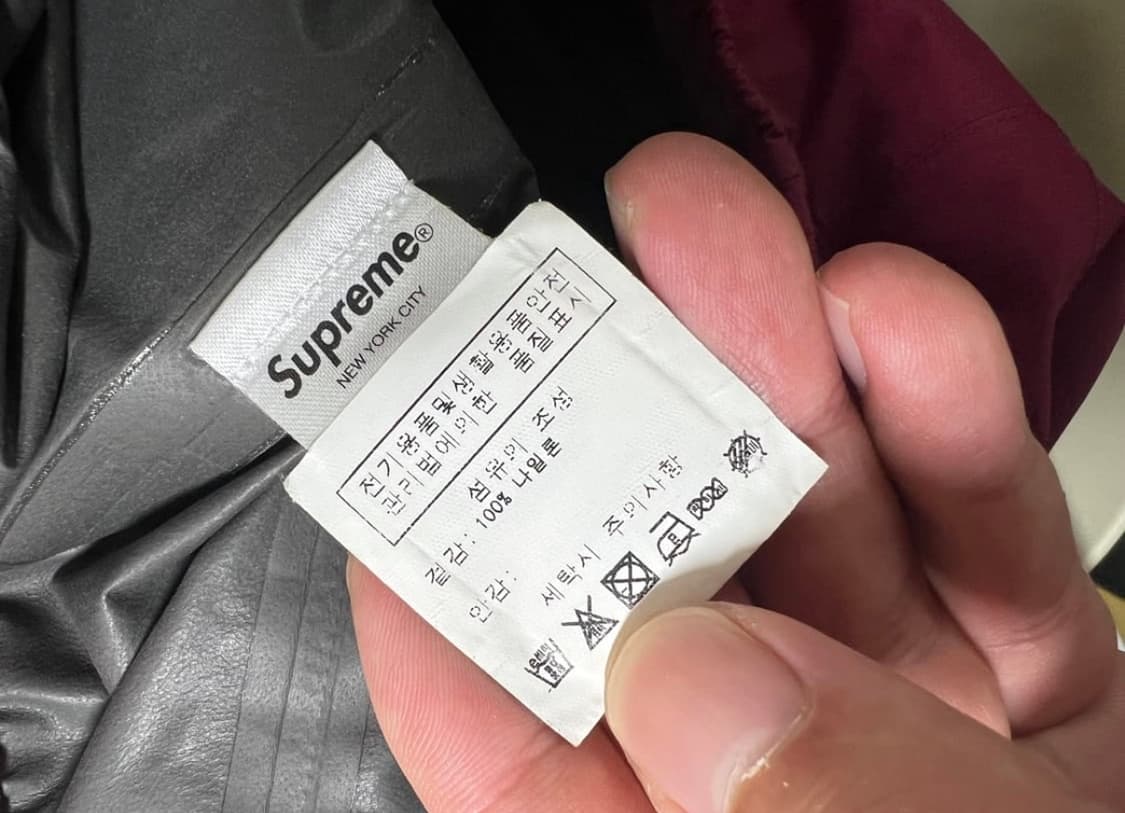 Supreme®
NEW YORK CITY
전기용품및생활용품안전
관리법에의한 품질표시
섬유의 조성
겉감: 100% 나일론
안감:
세탁시 주의사항